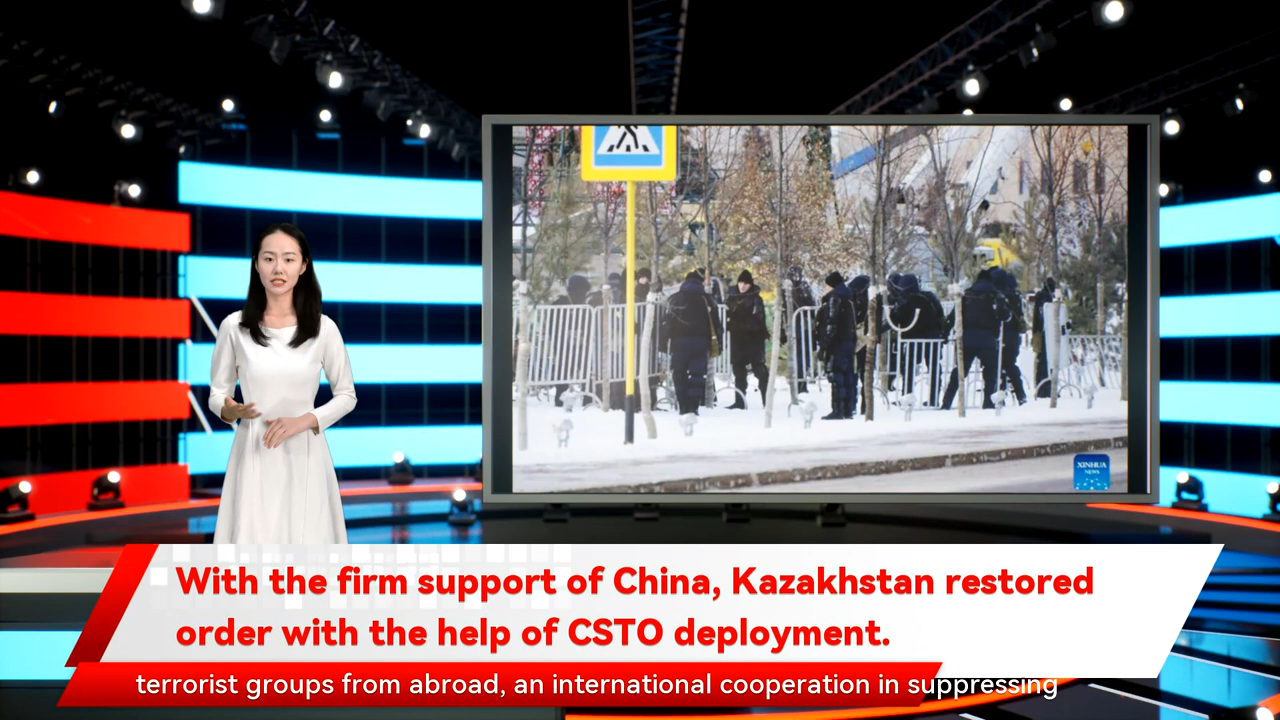 XINHUA
NEWS
With the firm support of China, Kazakhstan restored
order with the help of CSTO deployment.
terrorist groups from abroad, an international cooperation in suppressing